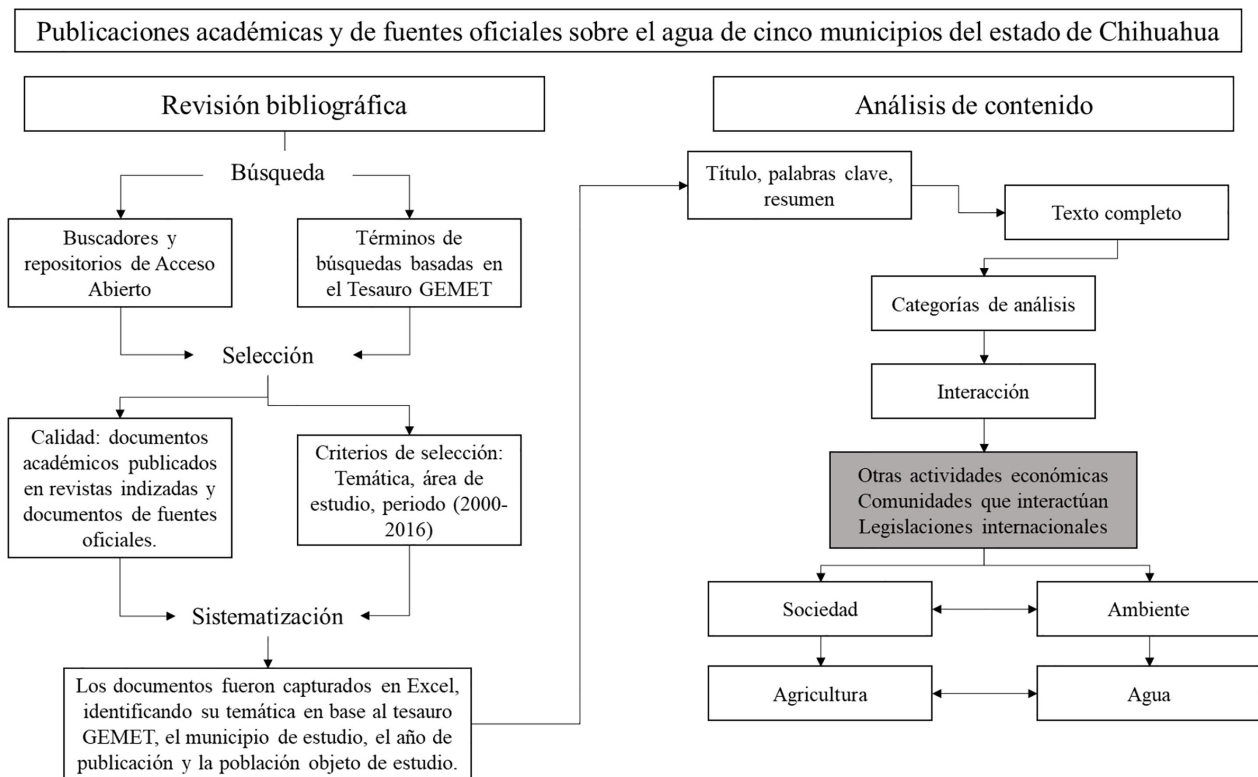 Publicaciones académicas y de fuentes oficiales sobre el agua de cinco municipios del estado de Chihuahua
Revisión bibliográfica
Búsqueda
Buscadores y
repositorios de Acceso
Abierto
Términos de
búsquedas basadas en
el Tesauro GEMET
Selección
Calidad: documentos
académicos publicados
en revistas indizadas y
documentos de fuentes
oficiales.
Criterios de selección:
Temática, área de
estudio, periodo (2000-
2016)
Sistematización
Los documentos fueron capturados en Excel,
identificando su temática en base al tesauro
GEMET, el municipio de estudio, el año de
publicación y la población objeto de estudio.
Análisis de contenido
Título, palabras clave,
resumen
Texto completo
Categorías de análisis
Interacción
Otras actividades económicas
Comunidades que interactúan
Legislaciones internacionales
Sociedad
Ambiente
Agricultura
Agua